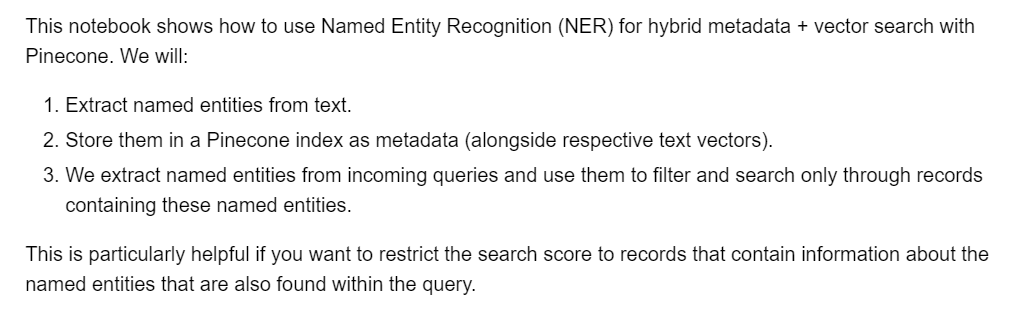 This notebook shows how to use Named Entity Recognition (NER) for hybrid metadata + vector search with
Pinecone. We will:
1. Extract named entities from text.
2. Store them in a Pinecone index as metadata (alongside respective text vectors).
3. We extract named entities from incoming queries and use them to filter and search only through records
containing these named entities.
This is particularly helpful if you want to restrict the search score to records that contain information about the
named entities that are also found within the query.